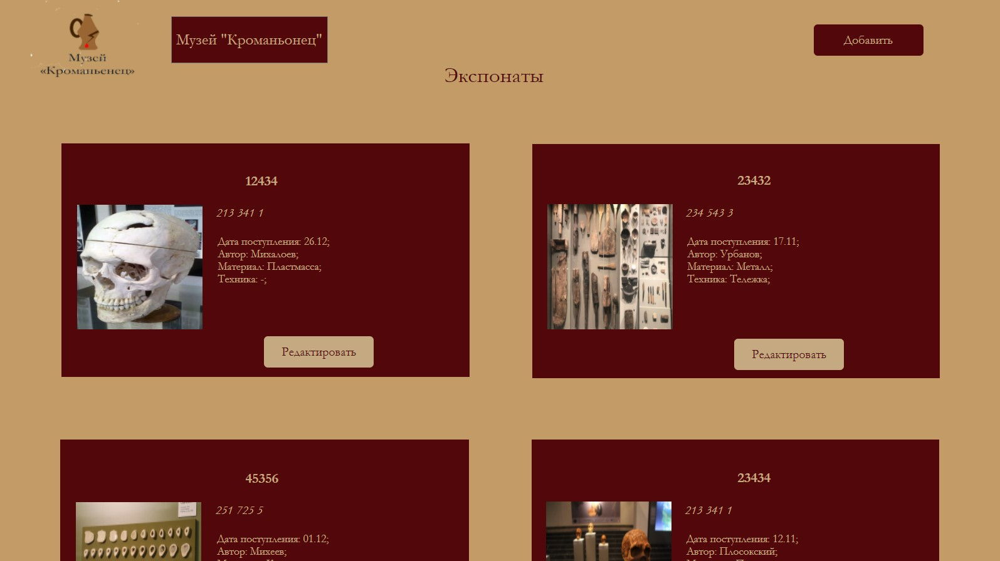 Музей
«Кроманьенец»
Музей "Кроманьонец"
Добавить
Экспонаты
12434
213 341 1
Дата поступления: 26.12;
Автор: Михалоев;
Материал: Пластмасса;
Техника: -;
Редактировать
23432
234 543 3
Дата поступления: 17.11;
Автор: Урбанов;
Материал: Металл;
Техника: Тележка;
Редактировать
45356
251 725 5
Дата поступления: 01.12;
Автор: Михеев;
23434
213 341 1
Дата поступления: 12.11;
Автор: Плосокский;